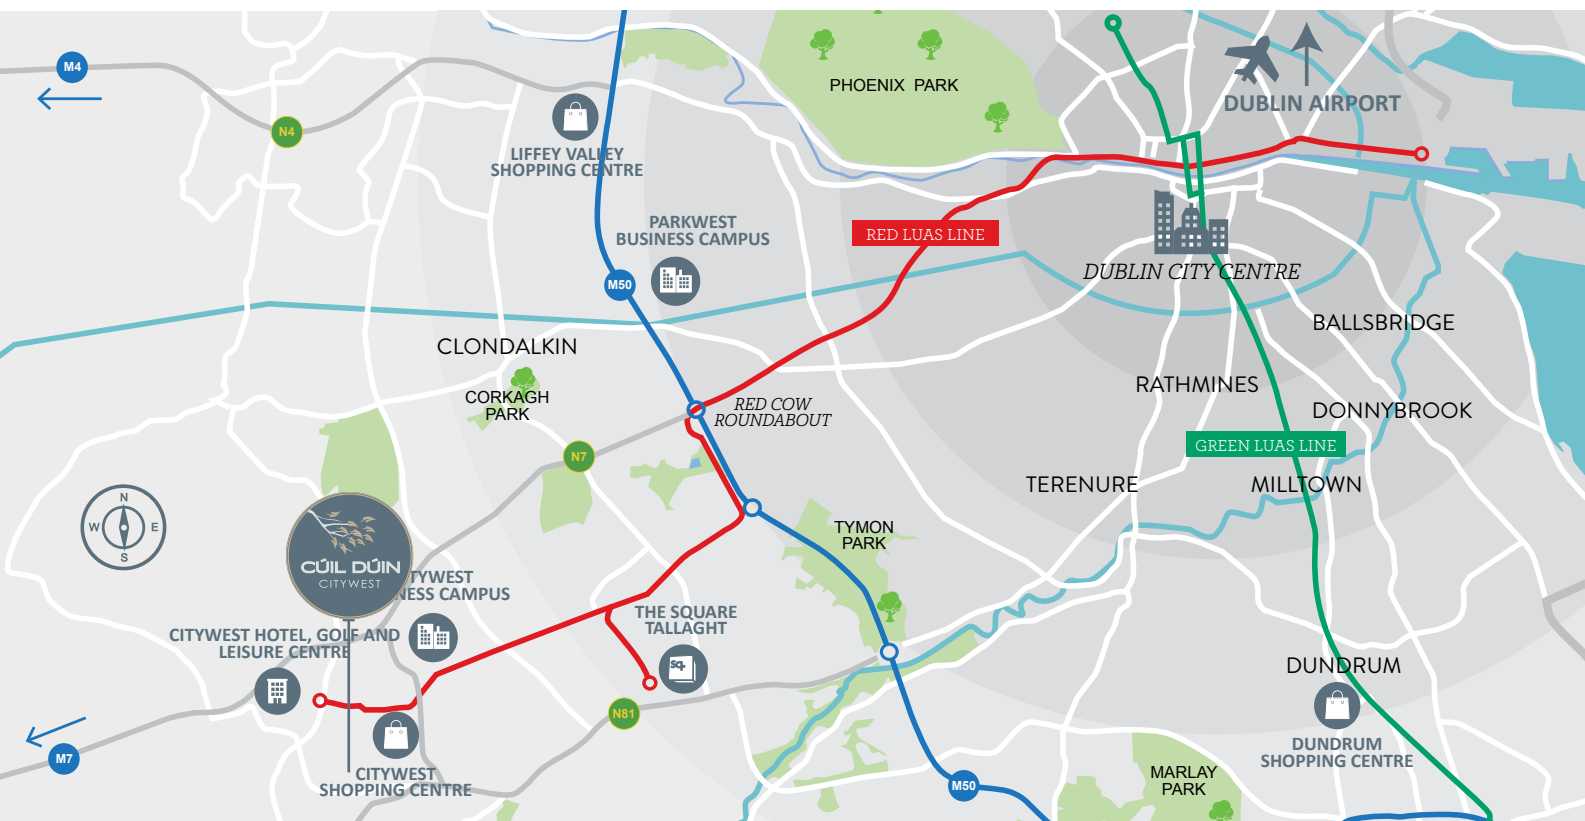 M4
N4
LIFFEY VALLEY
SHOPPING CENTRE
PHOENIX PARK
DUBLIN AIRPORT
PARKWEST
BUSINESS CAMPUS
M50
RED LUAS LINE
DUBLIN CITY CENTRE
BALLSBRIDGE
CLONDALKIN
CORKAGH
PARK
RED COW
ROUNDABOUT
RATHMINES
DONNYBROOK
GREEN LUAS LINE
N7
TERENURE
MILLTOWN
N
W
E
S
TYMON
PARK
CÚIL DÚIN
CITYWEST
TYWEST
NESS CAMPUS
THE SQUARE
TALLAGHT
sq
CITYWEST HOTEL, GOLF AND
LEISURE CENTRE
DUNDRUM
N81
M7
CITYWEST
SHOPPING CENTRE
DUNDRUM
SHOPPING CENTRE
M50
MARLAY
PARK